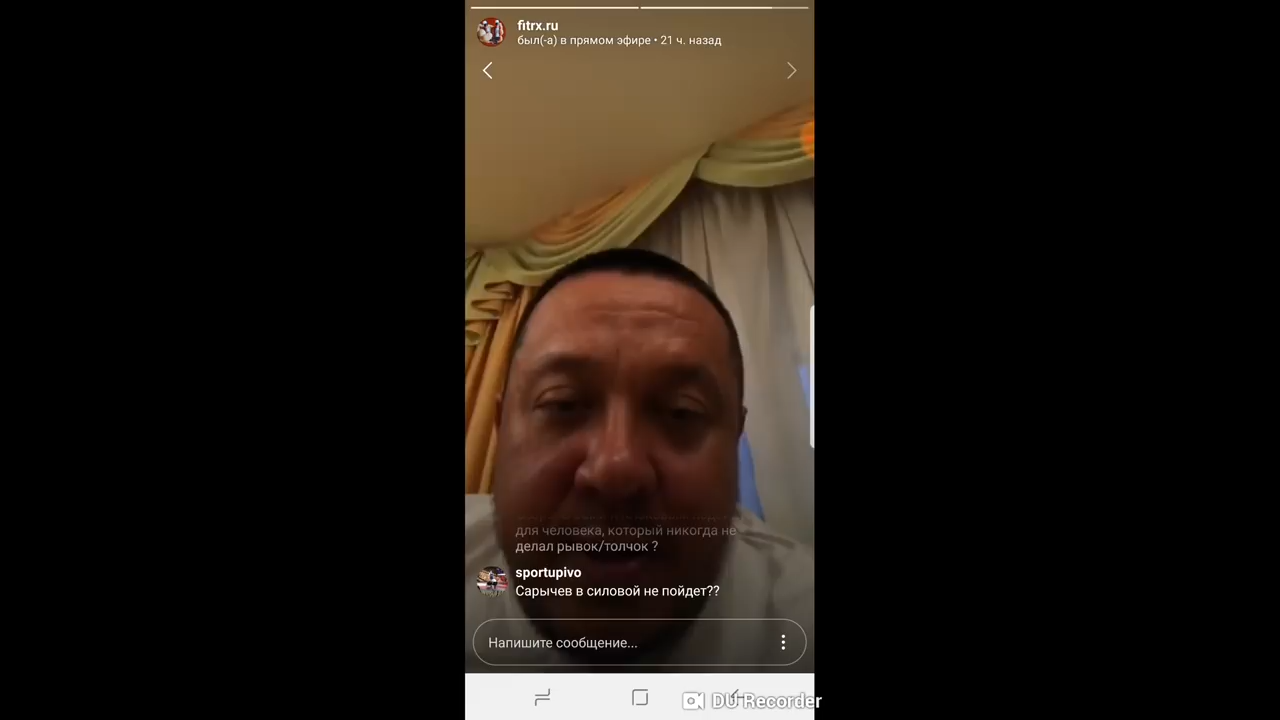 fitrx.ru
был(-а) в прямом эфире • 21 ч. назад
для человека, который никогда не
делал рывок/толчок ?
sportupivo
Сарычев в силовой не пойдет??
Напишите сообщение...
DU Recorder